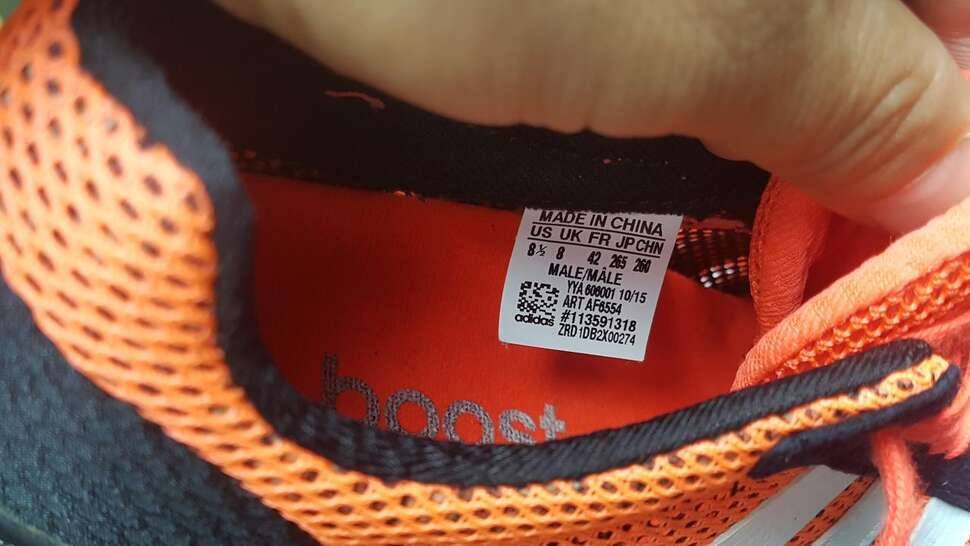 MADE IN CHINA
US UK FR JP CHN
8½ 8 42 265 260
MALE/MÂLE
YYA 606001 10/15
ART AF6554
#113591318
adidas
ZRD1DB2X00274
boost